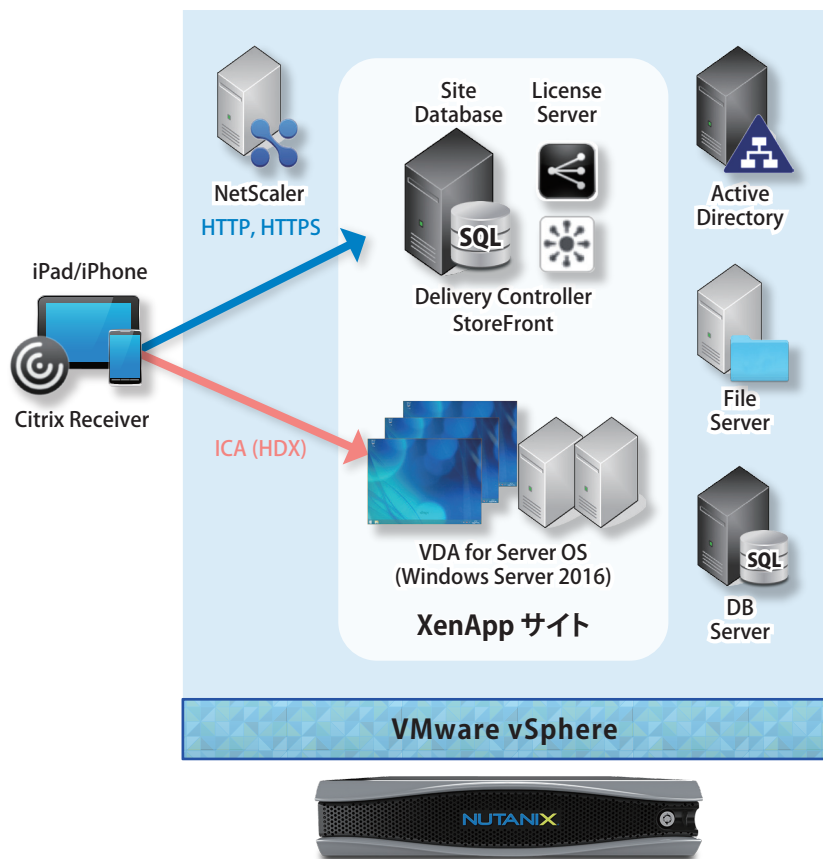 Site
Database
License
Server
NetScaler
HTTP, HTTPS
SQL
Active
Directory
iPad/iPhone
Delivery Controller
StoreFront
Citrix Receiver
File
Server
ICA (HDX)
VDA for Server OS
(Windows Server 2016)
SQL
DB
Server
XenApp サイト
VMware vSphere
NUTANIX